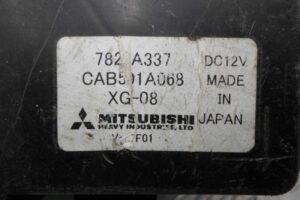 782 A337 DC12V
CAB501A068 MADE
XG-08 IN
MITSUBISHI JAPAN
HEAVY INDUSTRIES, LTD